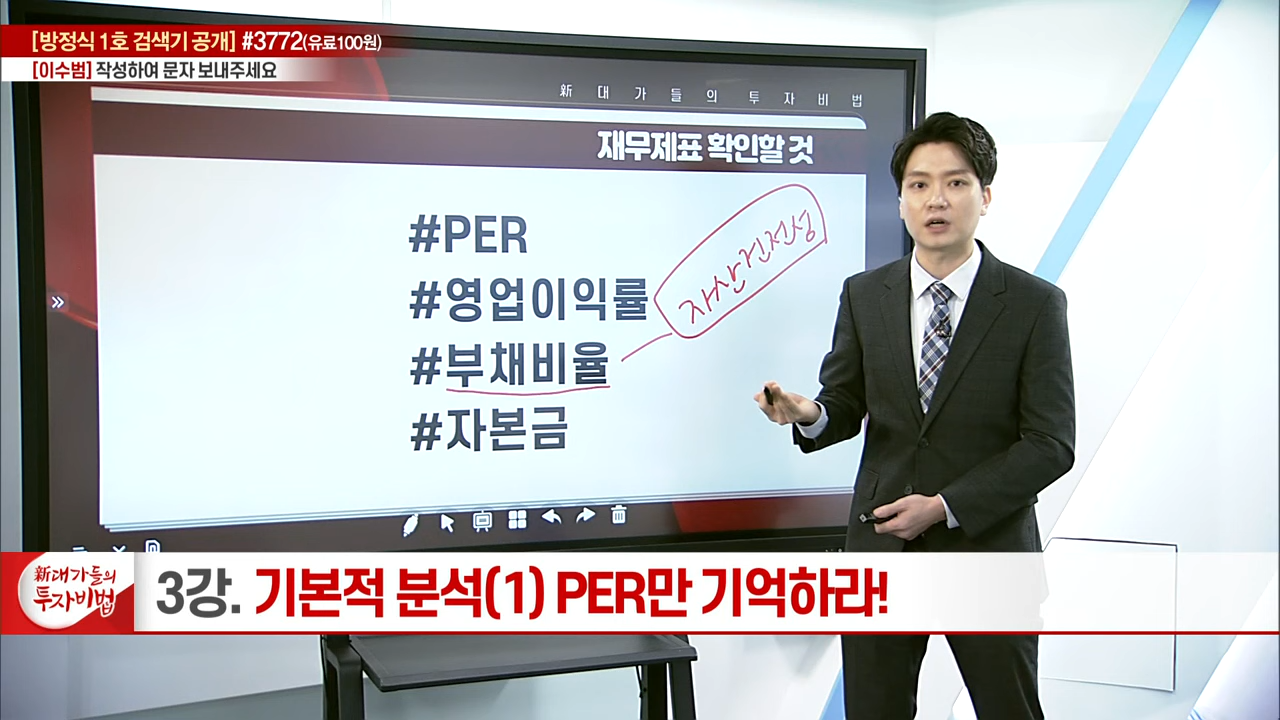 [방정식 1호 검색기 공개] #3772(유료100원)
[이수범] 작성하여 문자 보내주세요
新대가들의 투자비법
재무제표 확인할 것
#PER
#영업이익률
자산건전성
#부채비율
#자본금
新대가들의
투자비법
3강. 기본적 분석(1) PER만 기억하라!